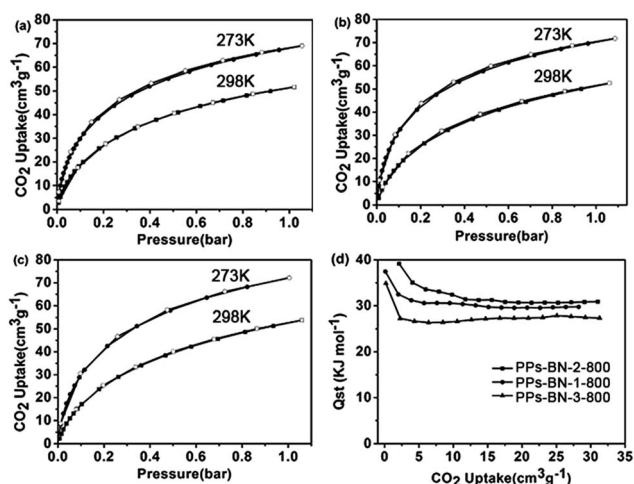 (a)
CO2 Uptake(cm3g-1)
80
70
60
50
40
30
20
10
0
273K
298K
0.0 0.2 0.4 0.6 0.8 1.0
Pressure(bar)
(b)
CO2 Uptake(cm3g-1)
80
70
60
50
40
30
20
10
0
273K
298K
0.0 0.2 0.4 0.6 0.8 1.0
Pressure(bar)
(c)
CO2 Uptake(cm3g-1)
80
70
60
50
40
30
20
10
0
273K
298K
0.0 0.2 0.4 0.6 0.8 1.0
Pressure(bar)
(d)
Qst (KJ mol-1)
40
30
20
10
0
PPs-BN-2-800
PPs-BN-1-800
PPs-BN-3-800
0 5 10 15 20 25 30 35
CO2 Uptake(cm3g-1)